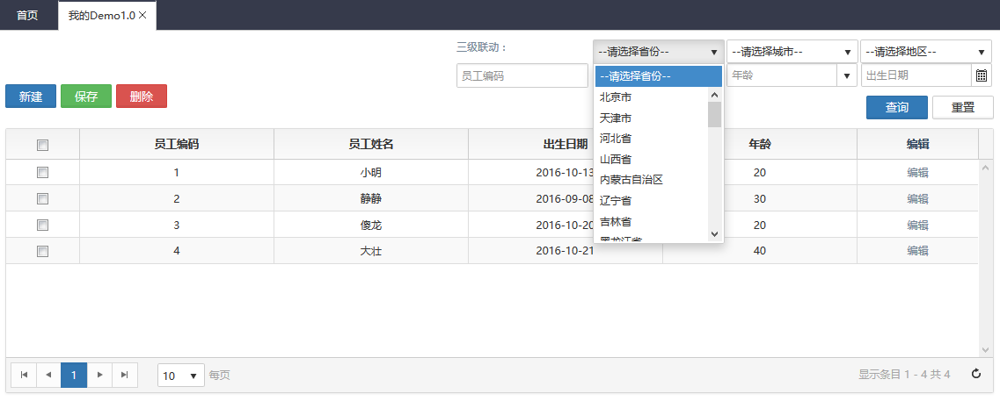 首页 我的Demo1.0
三级联动： --请选择省份-- --请选择城市-- --请选择地区--
员工编码 年龄 出生日期
--请选择省份--
北京市
天津市
河北省
山西省
内蒙古自治区
辽宁省
吉林省
黑龙江省
新建 保存 删除 查询 重置
员工编码 员工姓名 出生日期 年龄 编辑
1 小明 2016-10-13 20 编辑
2 静静 2016-09-08 30 编辑
3 傻龙 2016-10-20 20 编辑
4 大壮 2016-10-21 40 编辑
1 10 每页 显示条目 1 - 4 共 4